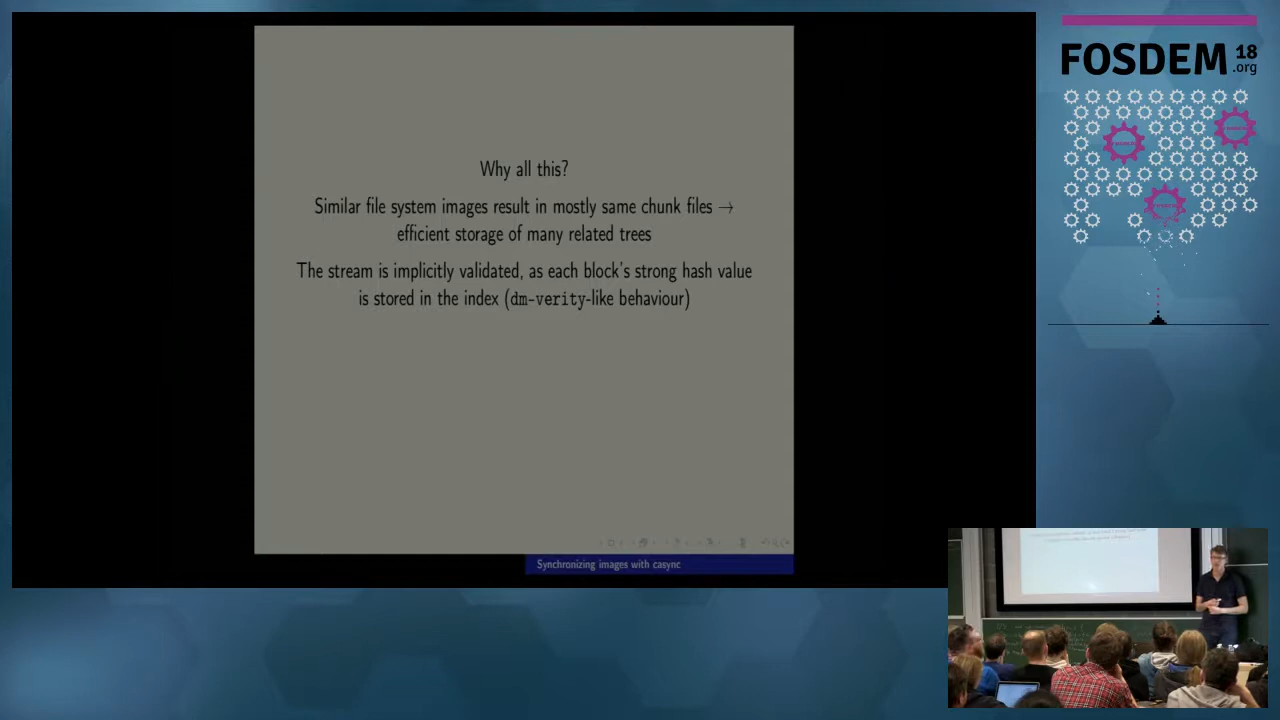 FOSDEM 18
.org
Why all this?
Similar file system images result in mostly same chunk files →
efficient storage of many related trees
The stream is implicitly validated, as each block's strong hash value
is stored in the index (dm-verity-like behaviour)
Synchronizing images with casync